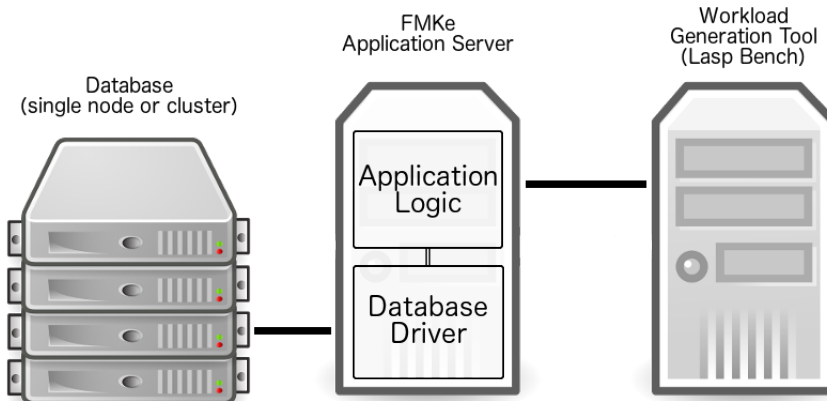 Database
(single node or cluster)
FMKe
Application Server
Application
Logic
Database
Driver
Workload
Generation Tool
(Lasp Bench)